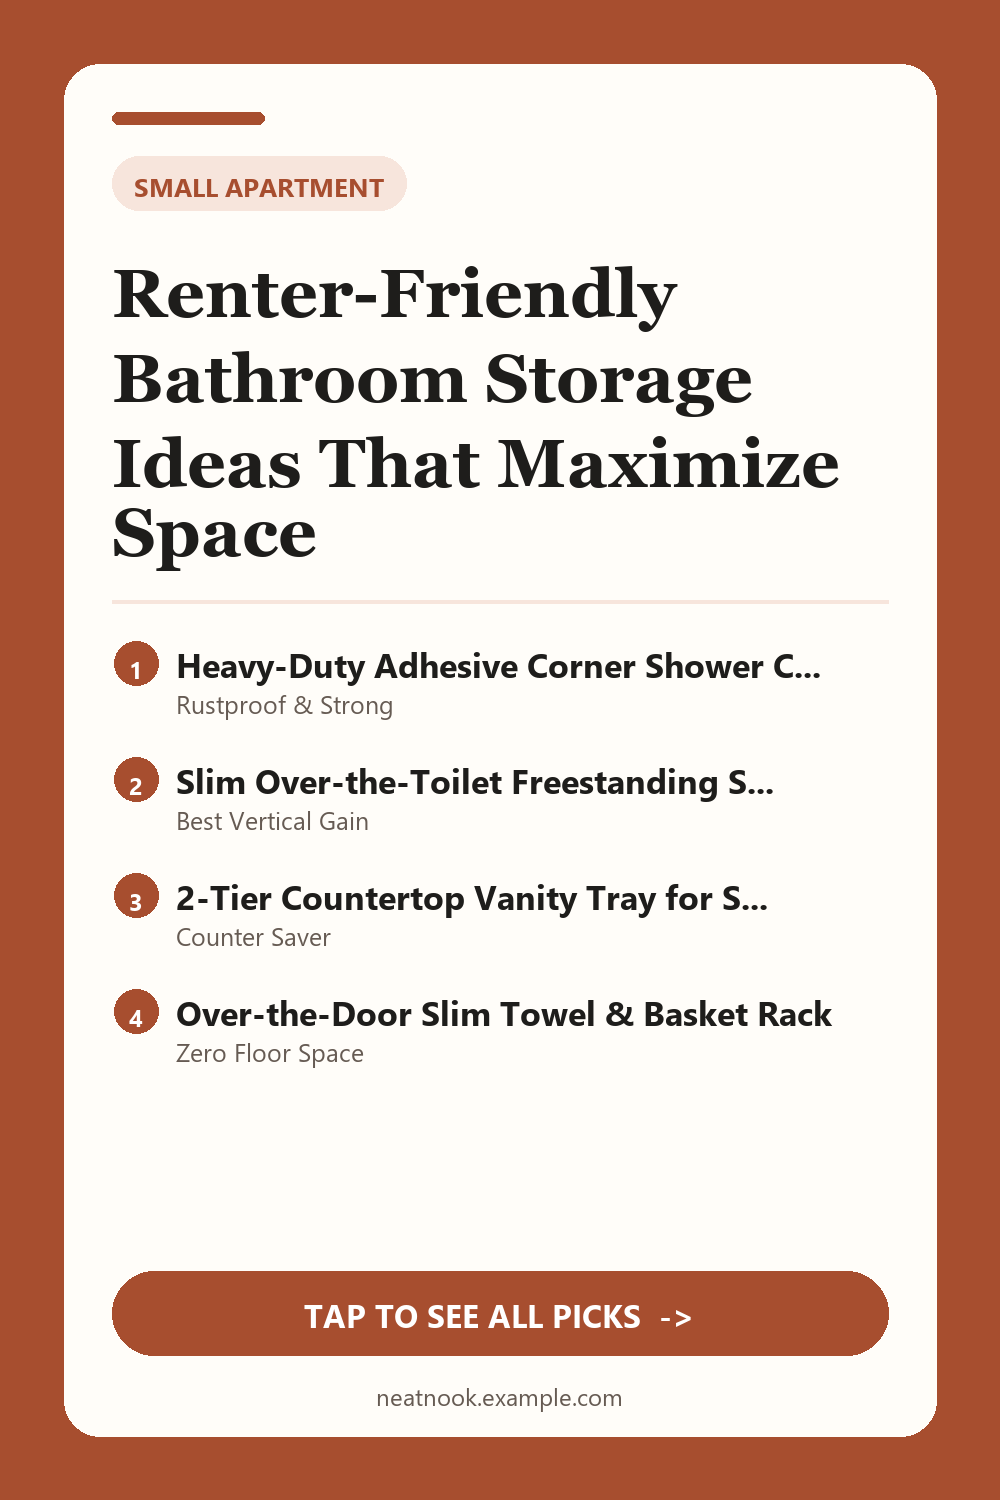 SMALL APARTMENT
Renter-Friendly
Bathroom Storage
Ideas That Maximize
Space
1 Heavy-Duty Adhesive Corner Shower C...
Rustproof & Strong
2 Slim Over-the-Toilet Freestanding S...
Best Vertical Gain
3 2-Tier Countertop Vanity Tray for S...
Counter Saver
4 Over-the-Door Slim Towel & Basket Rack
Zero Floor Space
TAP TO SEE ALL PICKS ->
neatnook.example.com